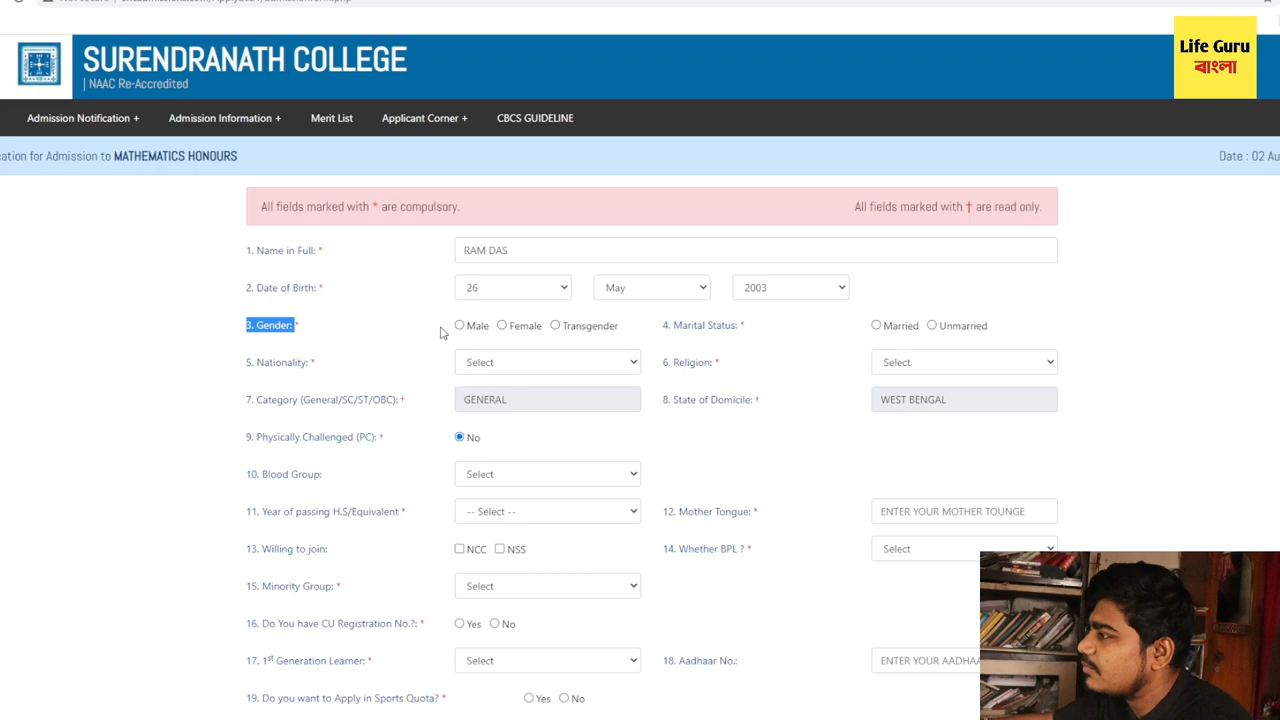 SURENDRANATH COLLEGE
| NAAC Re-Accredited
Life Guru
বাংলা
Admission Notification + Admission Information + Merit List Applicant Corner + CBCS GUIDELINE
cation for Admission to MATHEMATICS HONOURS Date : 02 Au
All fields marked with * are compulsory. All fields marked with † are read only.
1. Name in Full: * RAM DAS
2. Date of Birth: * 26 May 2003
3. Gender: * Male Female Transgender 4. Marital Status: * Married Unmarried
5. Nationality: * Select 6. Religion: * Select
7. Category (General/SC/ST/OBC): † GENERAL 8. State of Domicile: † WEST BENGAL
9. Physically Challenged (PC): † No
10. Blood Group: Select
11. Year of passing H.S/Equivalent * -- Select -- 12. Mother Tongue: * ENTER YOUR MOTHER TOUNGE
13. Willing to join: NCC NSS 14. Whether BPL ? * Select
15. Minority Group: * Select
16. Do You have CU Registration No.?: * Yes No
17. 1st Generation Learner: * Select 18. Aadhaar No.: ENTER YOUR AADHA
19. Do you want to Apply in Sports Quota? * Yes No